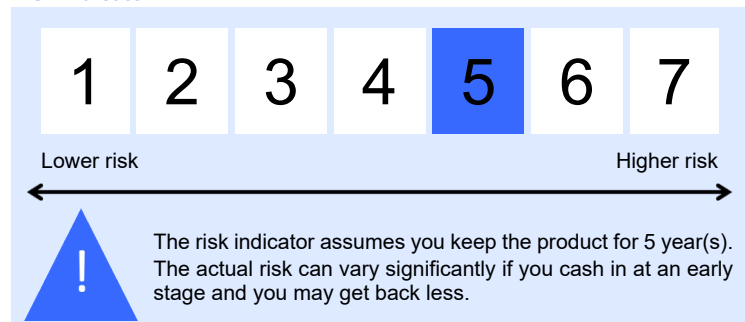 1 2 3 4 5 6 7
Lower risk Higher risk
!
The risk indicator assumes you keep the product for 5 year(s).
The actual risk can vary significantly if you cash in at an early
stage and you may get back less.